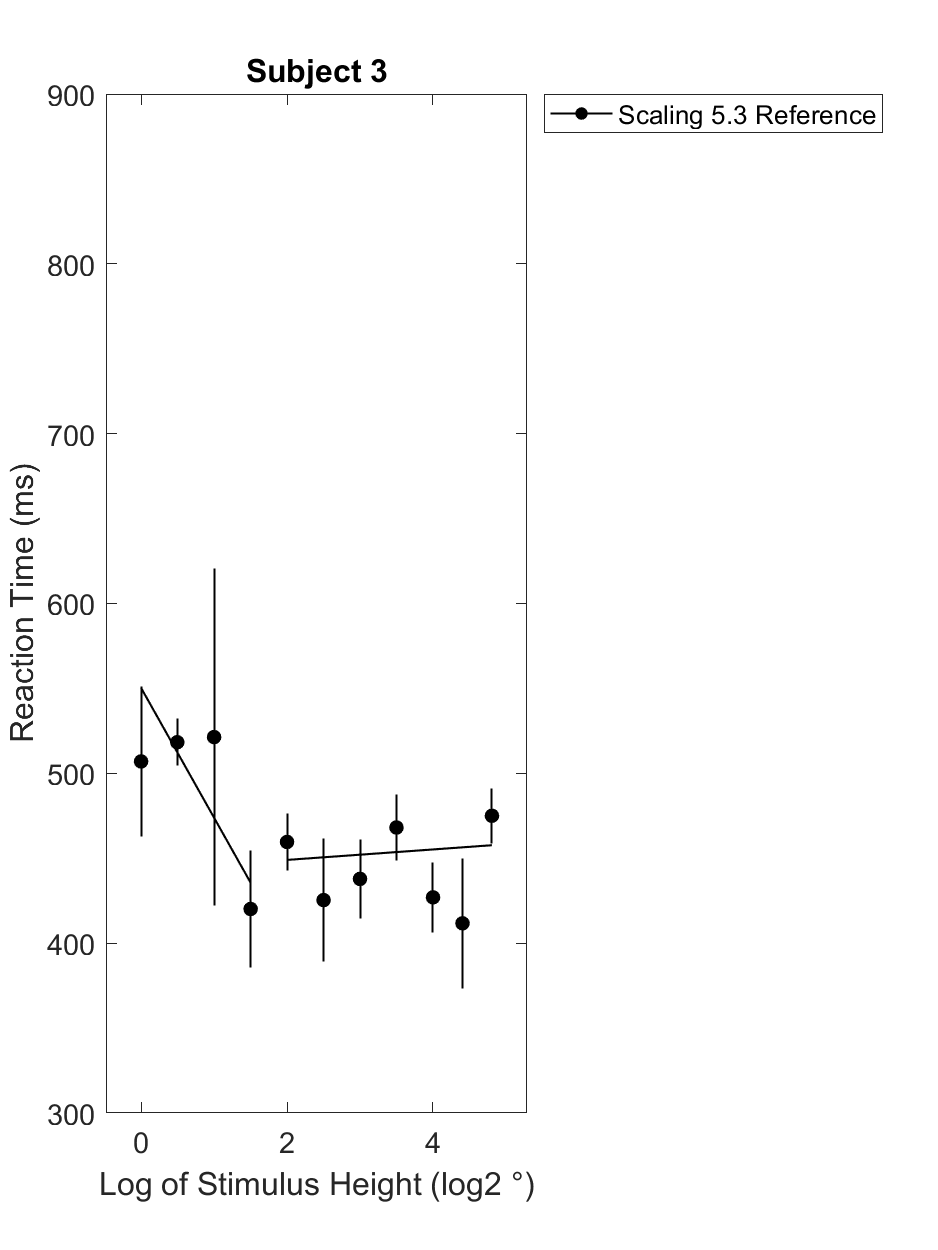 Subject 3
Scaling 5.3 Reference
900
800
700
600
500
400
300
Reaction Time (ms)
0 2 4
Log of Stimulus Height (log2 °)